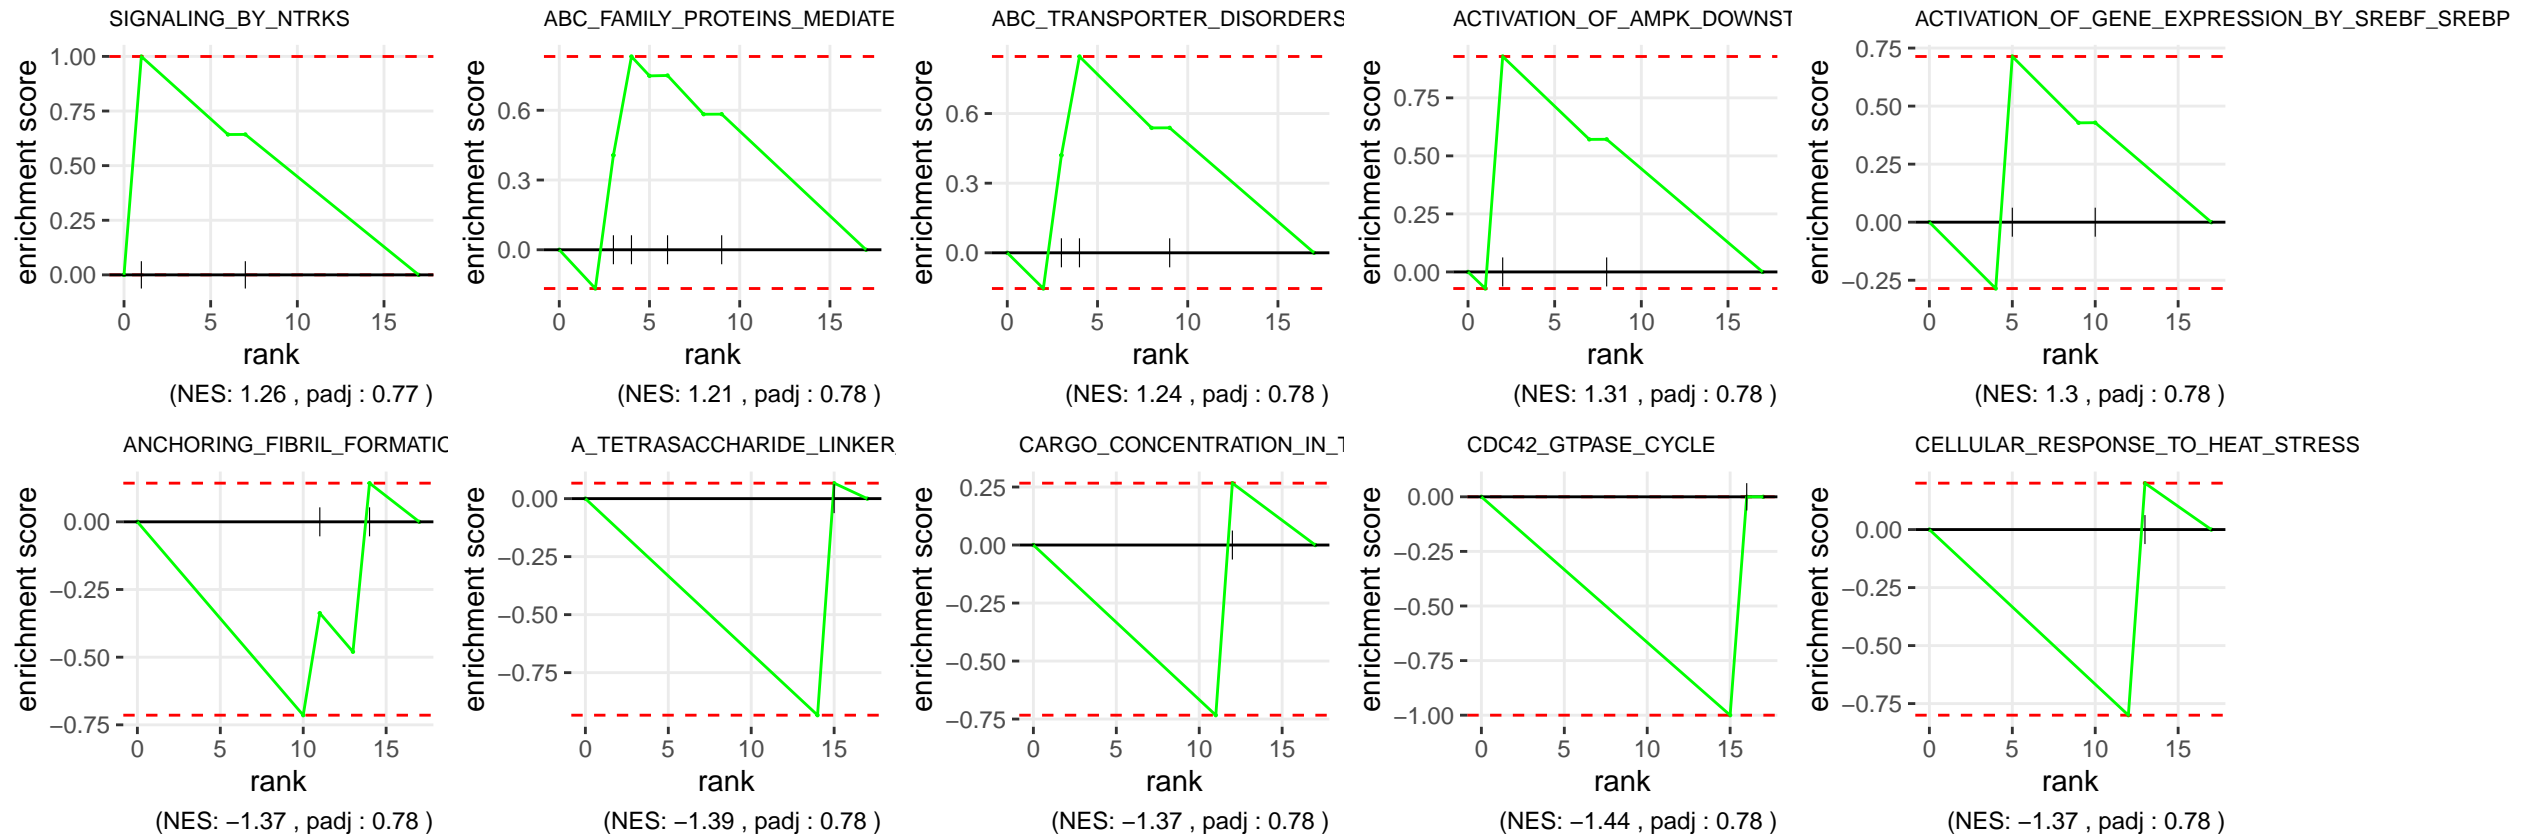 SIGNALING_BY_NTRKS
enrichment score
1.00
0.75
0.50
0.25
0.00
0 5 10 15
rank
(NES: 1.26 , padj : 0.77 )
ABC_FAMILY_PROTEINS_MEDIATE
enrichment score
0.6
0.3
0.0
0 5 10 15
rank
(NES: 1.21 , padj : 0.78 )
ABC_TRANSPORTER_DISORDERS
enrichment score
0.6
0.3
0.0
0 5 10 15
rank
(NES: 1.24 , padj : 0.78 )
ACTIVATION_OF_AMPK_DOWNST
enrichment score
0.75
0.50
0.25
0.00
0 5 10 15
rank
(NES: 1.31 , padj : 0.78 )
ACTIVATION_OF_GENE_EXPRESSION_BY_SREBF_SREBP
enrichment score
0.75
0.50
0.25
0.00
−0.25
0 5 10 15
rank
(NES: 1.3 , padj : 0.78 )
ANCHORING_FIBRIL_FORMATIO
enrichment score
0.00
−0.25
−0.50
−0.75
0 5 10 15
rank
(NES: −1.37 , padj : 0.78 )
A_TETRASACCHARIDE_LINKER_
enrichment score
0.00
−0.25
−0.50
−0.75
0 5 10 15
rank
(NES: −1.39 , padj : 0.78 )
CARGO_CONCENTRATION_IN_T
enrichment score
0.25
0.00
−0.25
−0.50
−0.75
0 5 10 15
rank
(NES: −1.37 , padj : 0.78 )
CDC42_GTPASE_CYCLE
enrichment score
0.00
−0.25
−0.50
−0.75
−1.00
0 5 10 15
rank
(NES: −1.44 , padj : 0.78 )
CELLULAR_RESPONSE_TO_HEAT_STRESS
enrichment score
0.00
−0.25
−0.50
−0.75
0 5 10 15
rank
(NES: −1.37 , padj : 0.78 )